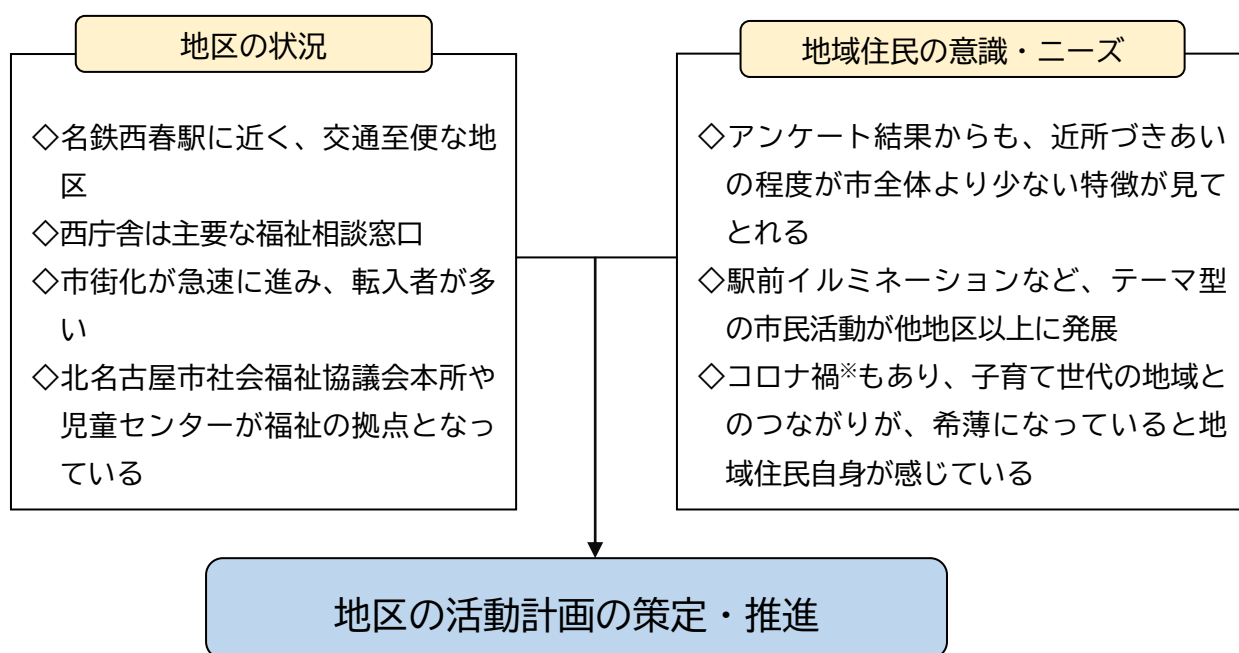 地区の状況
◇名鉄西春駅に近く、交通至便な地
区
◇西庁舎は主要な福祉相談窓口
◇市街化が急速に進み、転入者が多
い
◇北名古屋市社会福祉協議会本所や
児童センターが福祉の拠点となっ
ている
地域住民の意識・ニーズ
◇アンケート結果からも、近所づきあい
の程度が市全体より少ない特徴が見て
とれる
◇駅前イルミネーションなど、テーマ型
の市民活動が他地区以上に発展
◇コロナ禍※もあり、子育て世代の地域と
のつながりが、希薄になっていると地
域住民自身が感じている
地区の活動計画の策定・推進